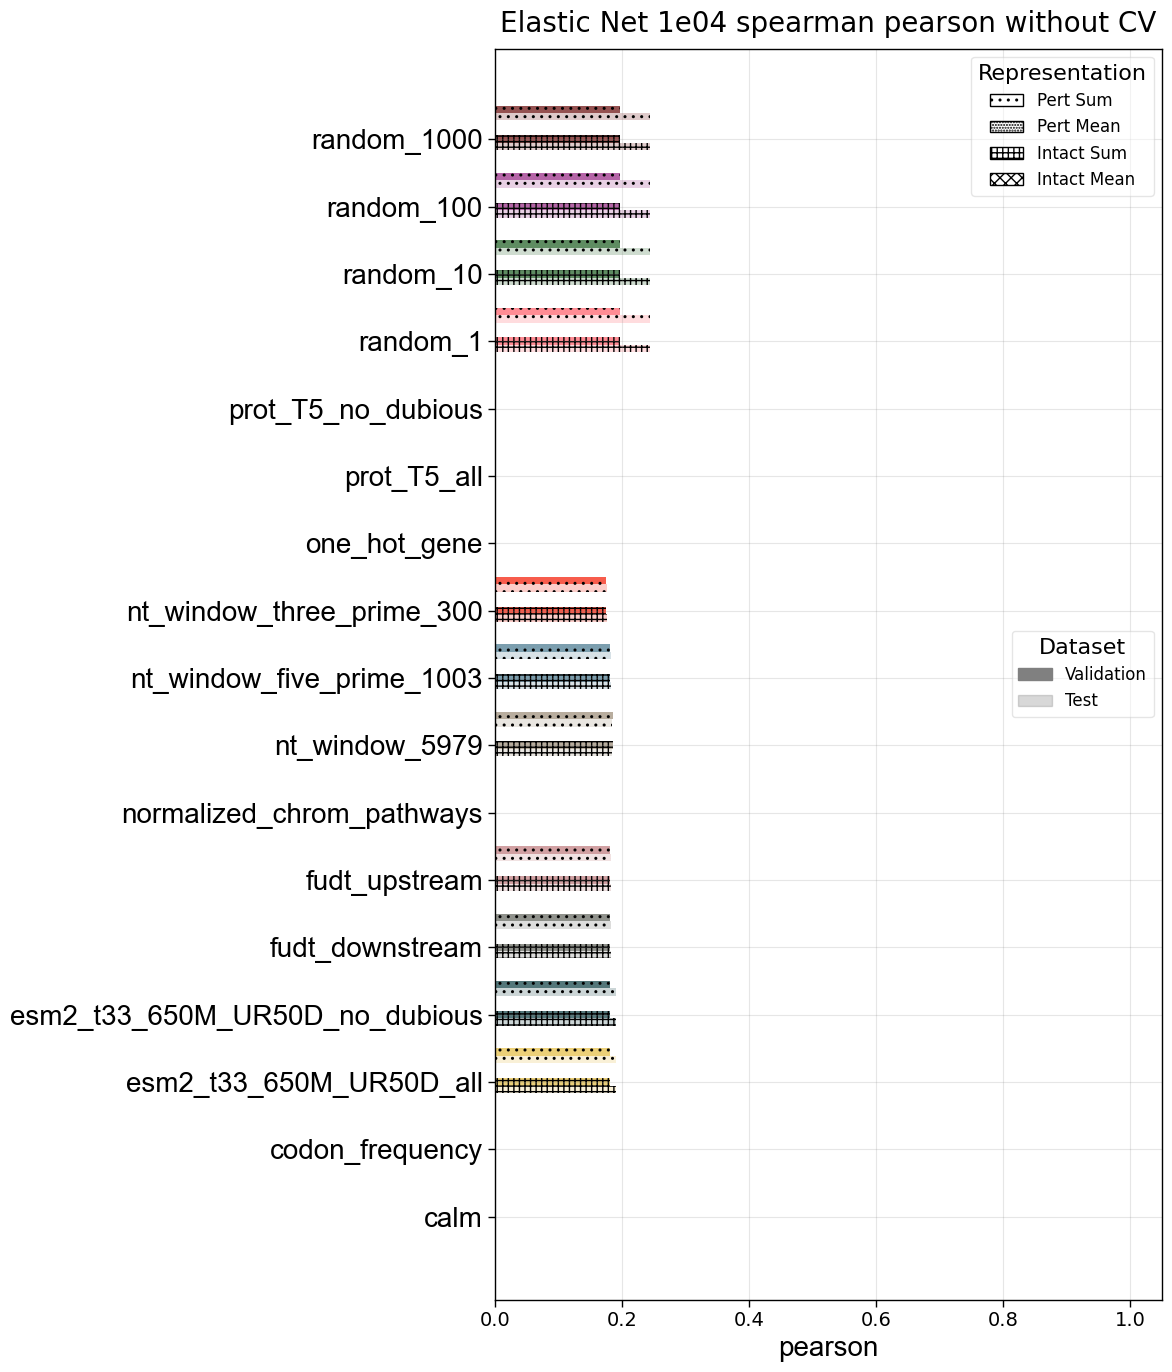 Elastic Net 1e04 spearman pearson without CV
Representation
Pert Sum
Pert Mean
Intact Sum
Intact Mean
random_1000
random_100
random_10
random_1
prot_T5_no_dubious
prot_T5_all
one_hot_gene
nt_window_three_prime_300
nt_window_five_prime_1003
Dataset
Validation
Test
nt_window_5979
normalized_chrom_pathways
fudt_upstream
fudt_downstream
esm2_t33_650M_UR50D_no_dubious
esm2_t33_650M_UR50D_all
codon_frequency
calm
0.0 0.2 0.4 0.6 0.8 1.0
pearson